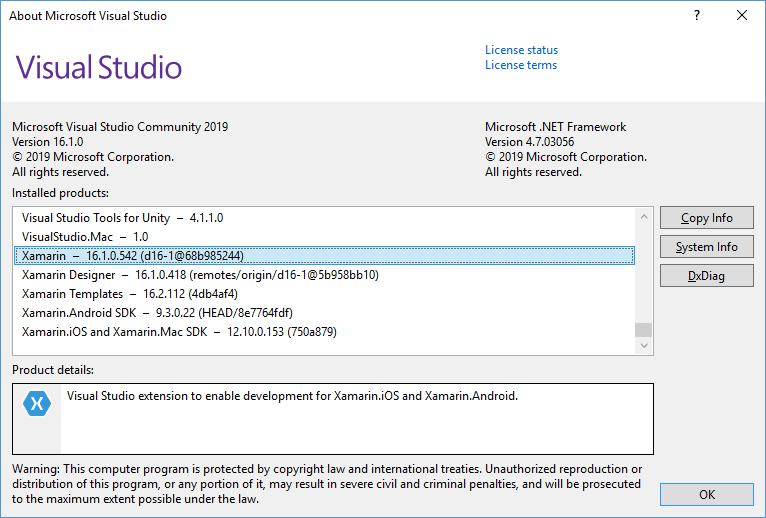 About Microsoft Visual Studio
?
Visual Studio
License status
License terms
Microsoft Visual Studio Community 2019
Version 16.1.0
© 2019 Microsoft Corporation.
All rights reserved.
Microsoft .NET Framework
Version 4.7.03056
© 2019 Microsoft Corporation.
All rights reserved.
Installed products:
Visual Studio Tools for Unity – 4.1.1.0
VisualStudio.Mac – 1.0
Xamarin – 16.1.0.542 (d16-1@68b985244)
Xamarin Designer – 16.1.0.418 (remotes/origin/d16-1@5b958bb10)
Xamarin Templates – 16.2.112 (4db4af4)
Xamarin.Android SDK – 9.3.0.22 (HEAD/8e7764fdf)
Xamarin.iOS and Xamarin.Mac SDK – 12.10.0.153 (750a879)
Copy Info
System Info
DxDiag
Product details:
Visual Studio extension to enable development for Xamarin.iOS and Xamarin.Android.
Warning: This computer program is protected by copyright law and international treaties. Unauthorized reproduction or
distribution of this program, or any portion of it, may result in severe civil and criminal penalties, and will be prosecuted
to the maximum extent possible under the law.
OK